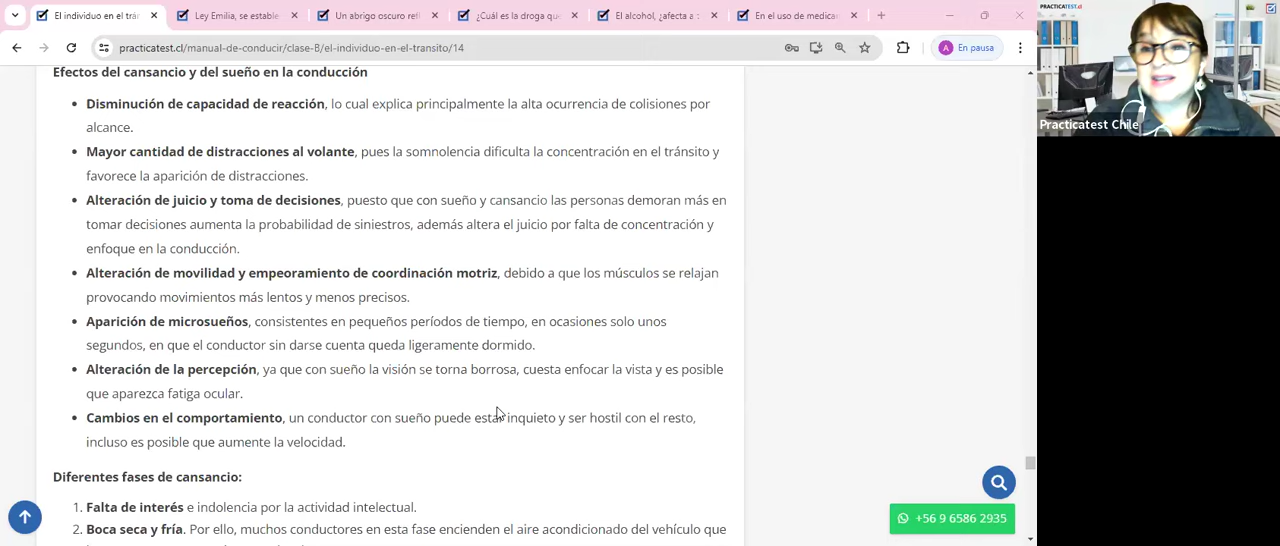 El individuo en el trán
Ley Emilia, se estable
Un abrigo oscuro refl
¿Cuál es la droga que
El alcohol, ¿afecta a
En el uso de medicar
practicatest.cl/manual-de-conducir/clase-B/el-individuo-en-el-transito/14
A En pausa
PRACTICATEST.cl
Practicatest Chile
Efectos del cansancio y del sueño en la conducción
• Disminución de capacidad de reacción, lo cual explica principalmente la alta ocurrencia de colisiones por
alcance.
• Mayor cantidad de distracciones al volante, pues la somnolencia dificulta la concentración en el tránsito y
favorece la aparición de distracciones.
• Alteración de juicio y toma de decisiones, puesto que con sueño y cansancio las personas demoran más en
tomar decisiones aumenta la probabilidad de siniestros, además altera el juicio por falta de concentración y
enfoque en la conducción.
• Alteración de movilidad y empeoramiento de coordinación motriz, debido a que los músculos se relajan
provocando movimientos más lentos y menos precisos.
• Aparición de microsueños, consistentes en pequeños períodos de tiempo, en ocasiones solo unos
segundos, en que el conductor sin darse cuenta queda ligeramente dormido.
• Alteración de la percepción, ya que con sueño la visión se torna borrosa, cuesta enfocar la vista y es posible
que aparezca fatiga ocular.
• Cambios en el comportamiento, un conductor con sueño puede estar inquieto y ser hostil con el resto,
incluso es posible que aumente la velocidad.
Diferentes fases de cansancio:
1. Falta de interés e indolencia por la actividad intelectual.
2. Boca seca y fría. Por ello, muchos conductores en esta fase encienden el aire acondicionado del vehículo que
+56 9 6586 2935